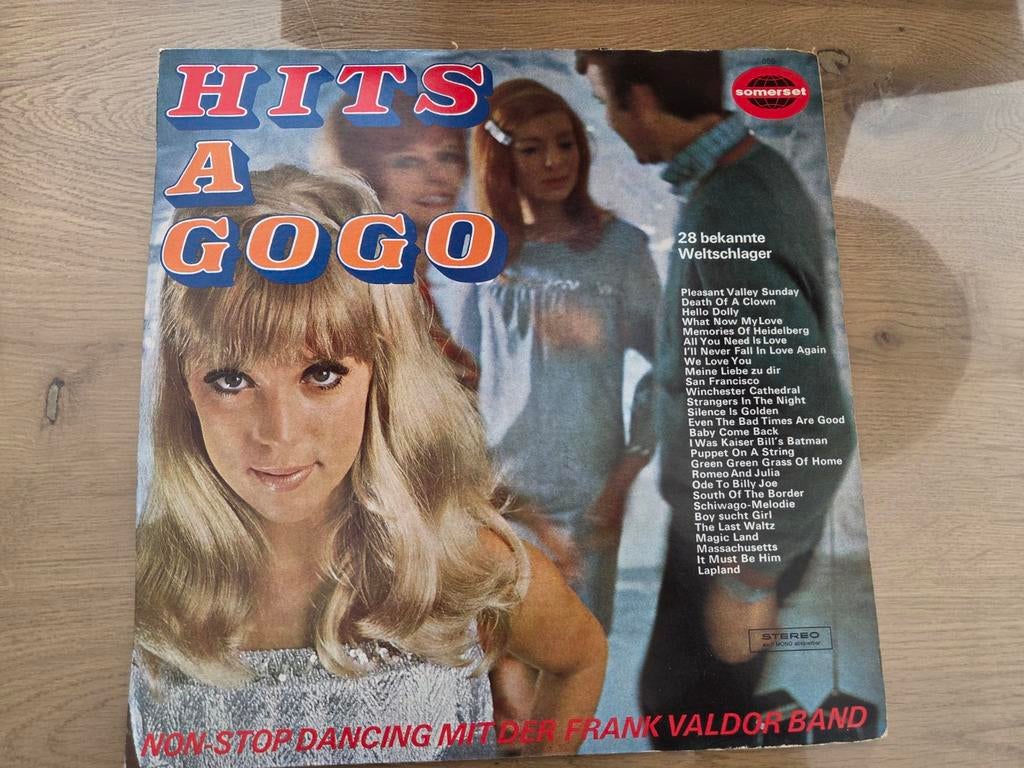 HITS
A
GOGO
somerset
28 bekannte
Weltschlager
Pleasant Valley Sunday
Death Of A Clown
Hello Dolly
What Now My Love
Memories Of Heidelberg
All You Need Is Love
I'll Never Fall In Love Again
We Love You
Meine Liebe zu dir
San Francisco
Winchester Cathedral
Strangers In The Night
Silence Is Golden
Even The Bad Times Are Good
Baby Come Back
I Was Kaiser Bill's Batman
Puppet On A String
Green Green Grass Of Home
Romeo And Julia
Ode To Billy Joe
South Of The Border
Schiwago-Melodie
Boy sucht Girl
The Last Waltz
Magic Land
Massachusetts
It Must Be Him
Lapland
STEREO
auch MONO abspielbar
NON-STOP DANCING MIT DER FRANK VALDOR BAND